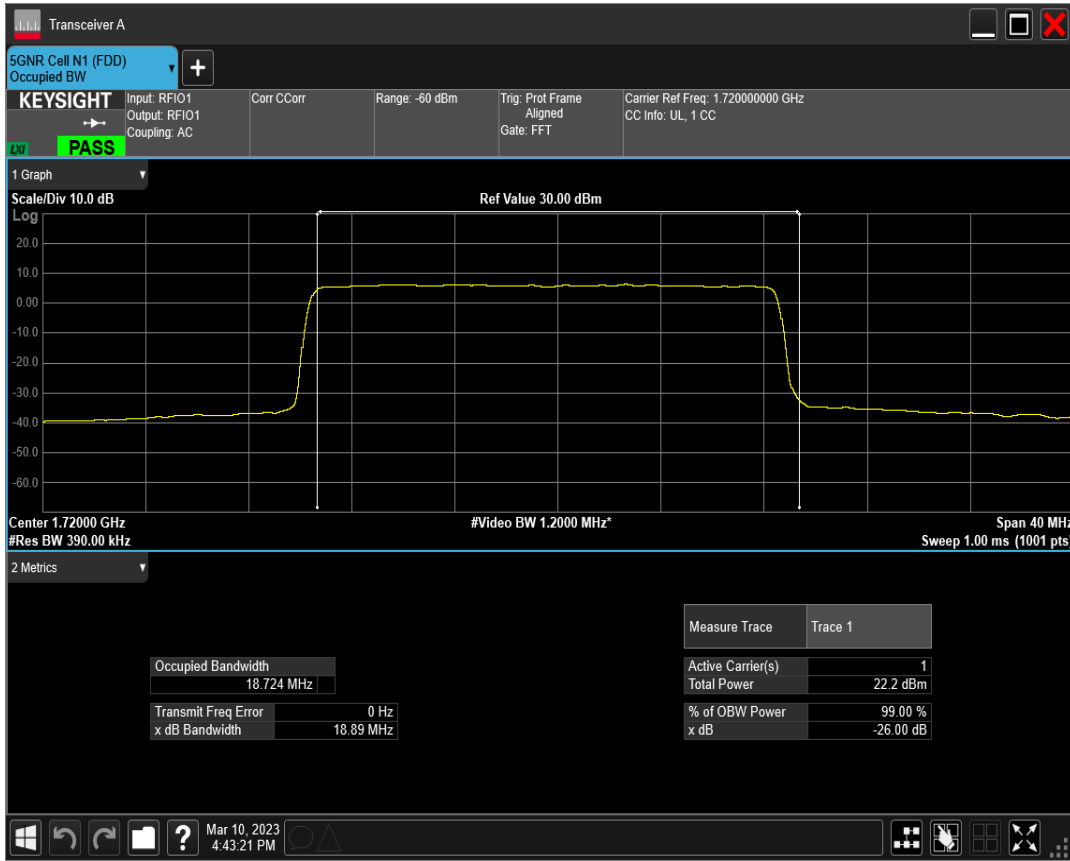 Transceiver A
5GNR Cell N1 (FDD)
Occupied BW
+
KEYSIGHT
LXI
PASS
Input: RFIO1
Output: RFIO1
Coupling: AC
Corr CCorr
Range: -60 dBm
Trig: Prot Frame
Aligned
Gate: FFT
Carrier Ref Freq: 1.720000000 GHz
CC Info: UL, 1 CC
1 Graph
Scale/Div 10.0 dB
Ref Value 30.00 dBm
Log
20.0
10.0
0.00
-10.0
-20.0
-30.0
-40.0
-50.0
-60.0
Center 1.72000 GHz
#Video BW 1.2000 MHz*
Span 40 MHz
#Res BW 390.00 kHz
Sweep 1.00 ms (1001 pts)
2 Metrics
Measure Trace Trace 1
Occupied Bandwidth
18.724 MHz
Active Carrier(s) 1
Total Power 22.2 dBm
Transmit Freq Error 0 Hz
x dB Bandwidth 18.89 MHz
% of OBW Power 99.00 %
x dB -26.00 dB
?
Mar 10, 2023
4:43:21 PM